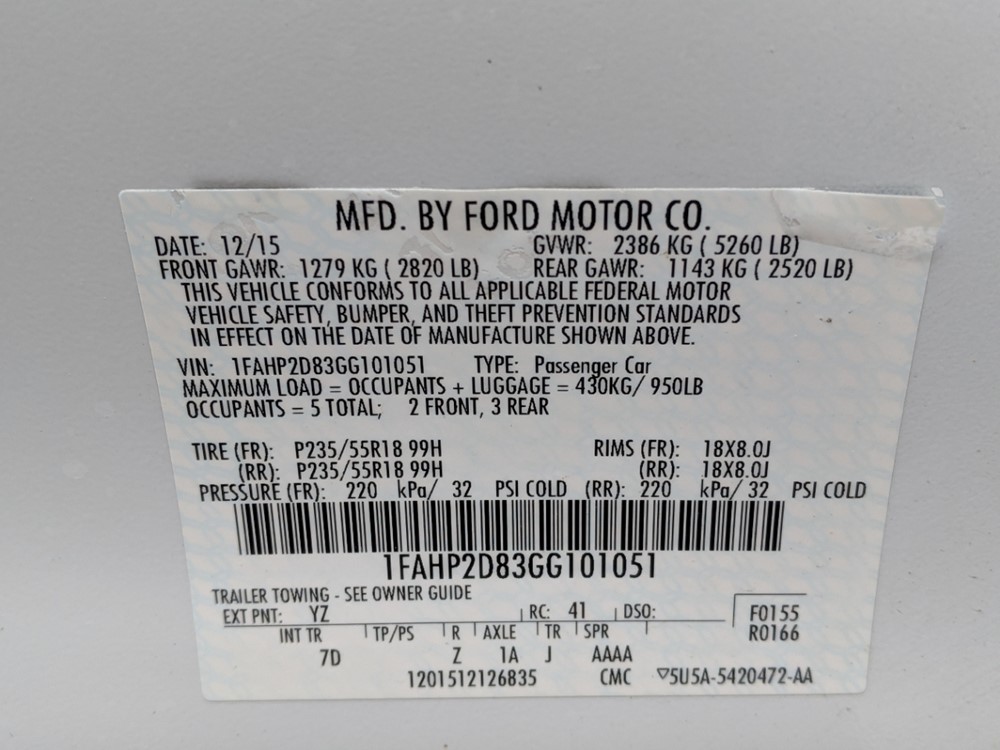 MFD. BY FORD MOTOR CO.
DATE: 12/15 GVWR: 2386 KG ( 5260 LB)
FRONT GAWR: 1279 KG ( 2820 LB) REAR GAWR: 1143 KG ( 2520 LB)
THIS VEHICLE CONFORMS TO ALL APPLICABLE FEDERAL MOTOR
VEHICLE SAFETY, BUMPER, AND THEFT PREVENTION STANDARDS
IN EFFECT ON THE DATE OF MANUFACTURE SHOWN ABOVE.
VIN: 1FAHP2D83GG101051 TYPE: Passenger Car
MAXIMUM LOAD = OCCUPANTS + LUGGAGE = 430KG/ 950LB
OCCUPANTS = 5 TOTAL; 2 FRONT, 3 REAR
TIRE (FR): P235/55R18 99H RIMS (FR): 18X8.0J
(RR): P235/55R18 99H (RR): 18X8.0J
PRESSURE (FR): 220 kPa/ 32 PSI COLD (RR): 220 kPa/ 32 PSI COLD
1FAHP2D83GG101051
TRAILER TOWING - SEE OWNER GUIDE
EXT PNT: YZ RC: 41 DSO: F0155
INT TR TP/PS R AXLE TR SPR R0166
7D Z 1A J AAAA
1201512126835 CMC ▽5U5A-5420472-AA